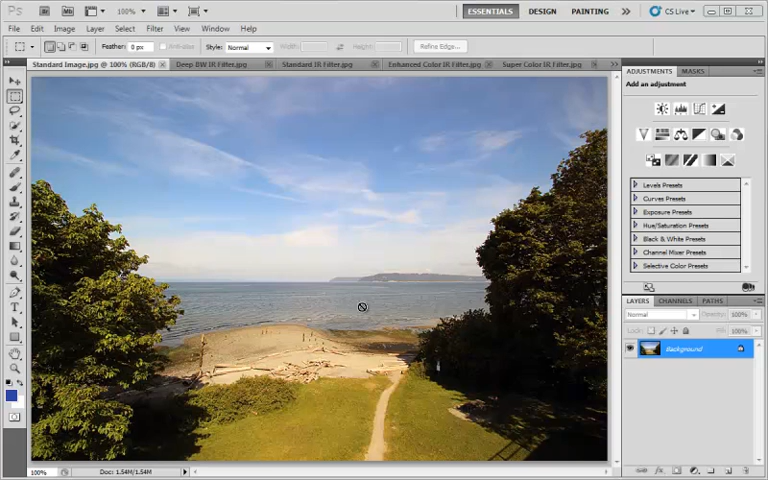 Ps Br Mb 100% ESSENTIALS DESIGN PAINTING CS Live
File Edit Image Layer Select Filter View Window Help
Feather: 0 px Anti-alias Style: Normal Width: Height: Refine Edge...
Standard Image.jpg @ 100% (RGB/8) Deep BW IR Filter.jpg Standard IR Filter.jpg Enhanced Color IR Filter.jpg Super Color IR Filter.jpg
ADJUSTMENTS MASKS
Add an adjustment
Levels Presets
Curves Presets
Exposure Presets
Hue/Saturation Presets
Black & White Presets
Channel Mixer Presets
Selective Color Presets
LAYERS CHANNELS PATHS
Normal Opacity: 100%
Lock: Fill: 100%
Background
100% Doc: 1.54M/1.54M